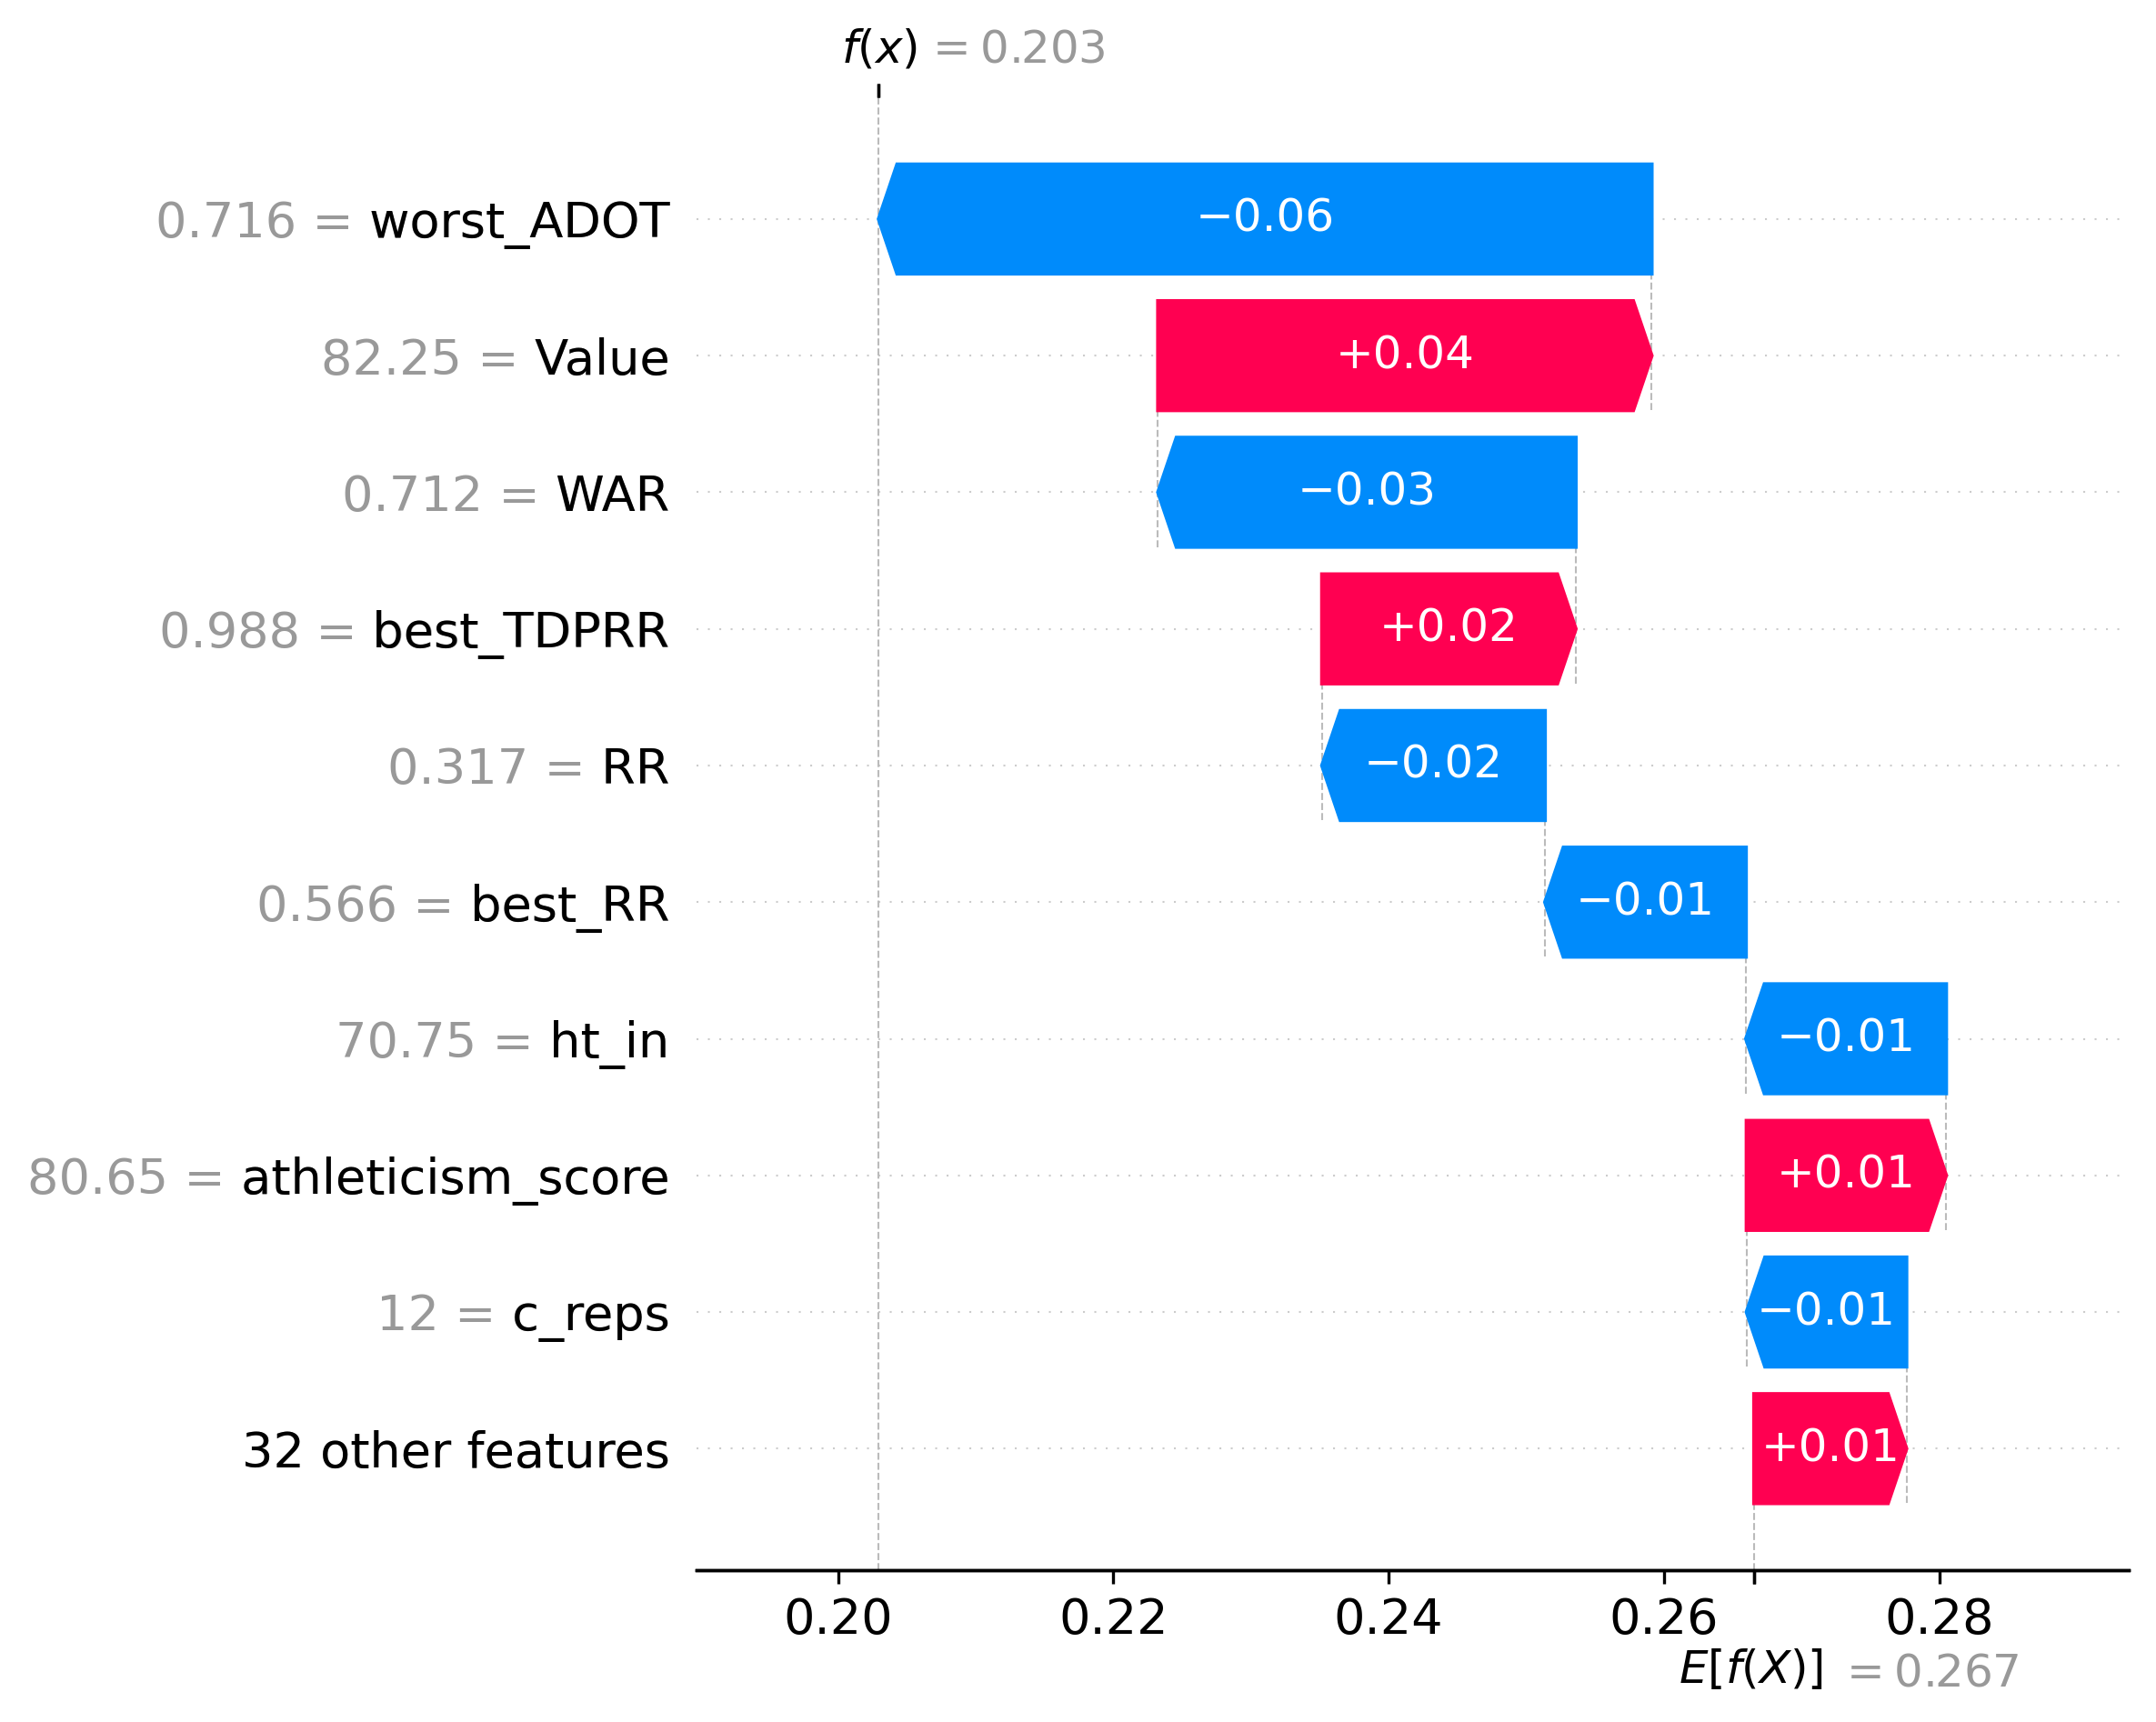 f(x) = 0.203
0.716 = worst_ADOT −0.06
82.25 = Value +0.04
0.712 = WAR −0.03
0.988 = best_TDPRR +0.02
0.317 = RR −0.02
0.566 = best_RR −0.01
70.75 = ht_in −0.01
80.65 = athleticism_score +0.01
12 = c_reps −0.01
32 other features +0.01
0.20 0.22 0.24 0.26 0.28
E[f(X)] = 0.267